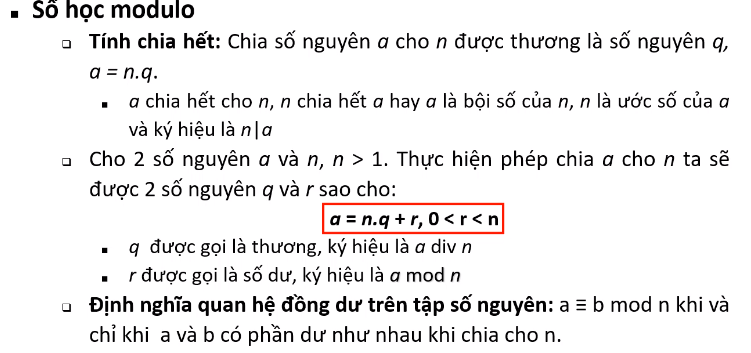 ▪ Số học modulo
❑ Tính chia hết: Chia số nguyên a cho n được thương là số nguyên q,
a = n.q.
▪ a chia hết cho n, n chia hết a hay a là bội số của n, n là ước số của a
và ký hiệu là n|a
❑ Cho 2 số nguyên a và n, n > 1. Thực hiện phép chia a cho n ta sẽ
được 2 số nguyên q và r sao cho:
a = n.q + r, 0 < r < n
▪ q được gọi là thương, ký hiệu là a div n
▪ r được gọi là số dư, ký hiệu là a mod n
❑ Định nghĩa quan hệ đồng dư trên tập số nguyên: a ≡ b mod n khi và
chỉ khi a và b có phần dư như nhau khi chia cho n.